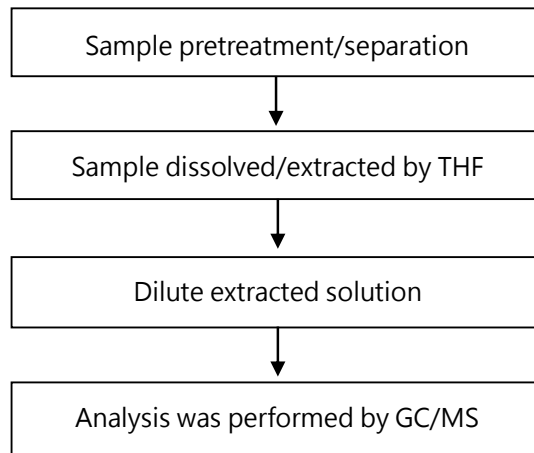 Sample pretreatment/separation
Sample dissolved/extracted by THF
Dilute extracted solution
Analysis was performed by GC/MS